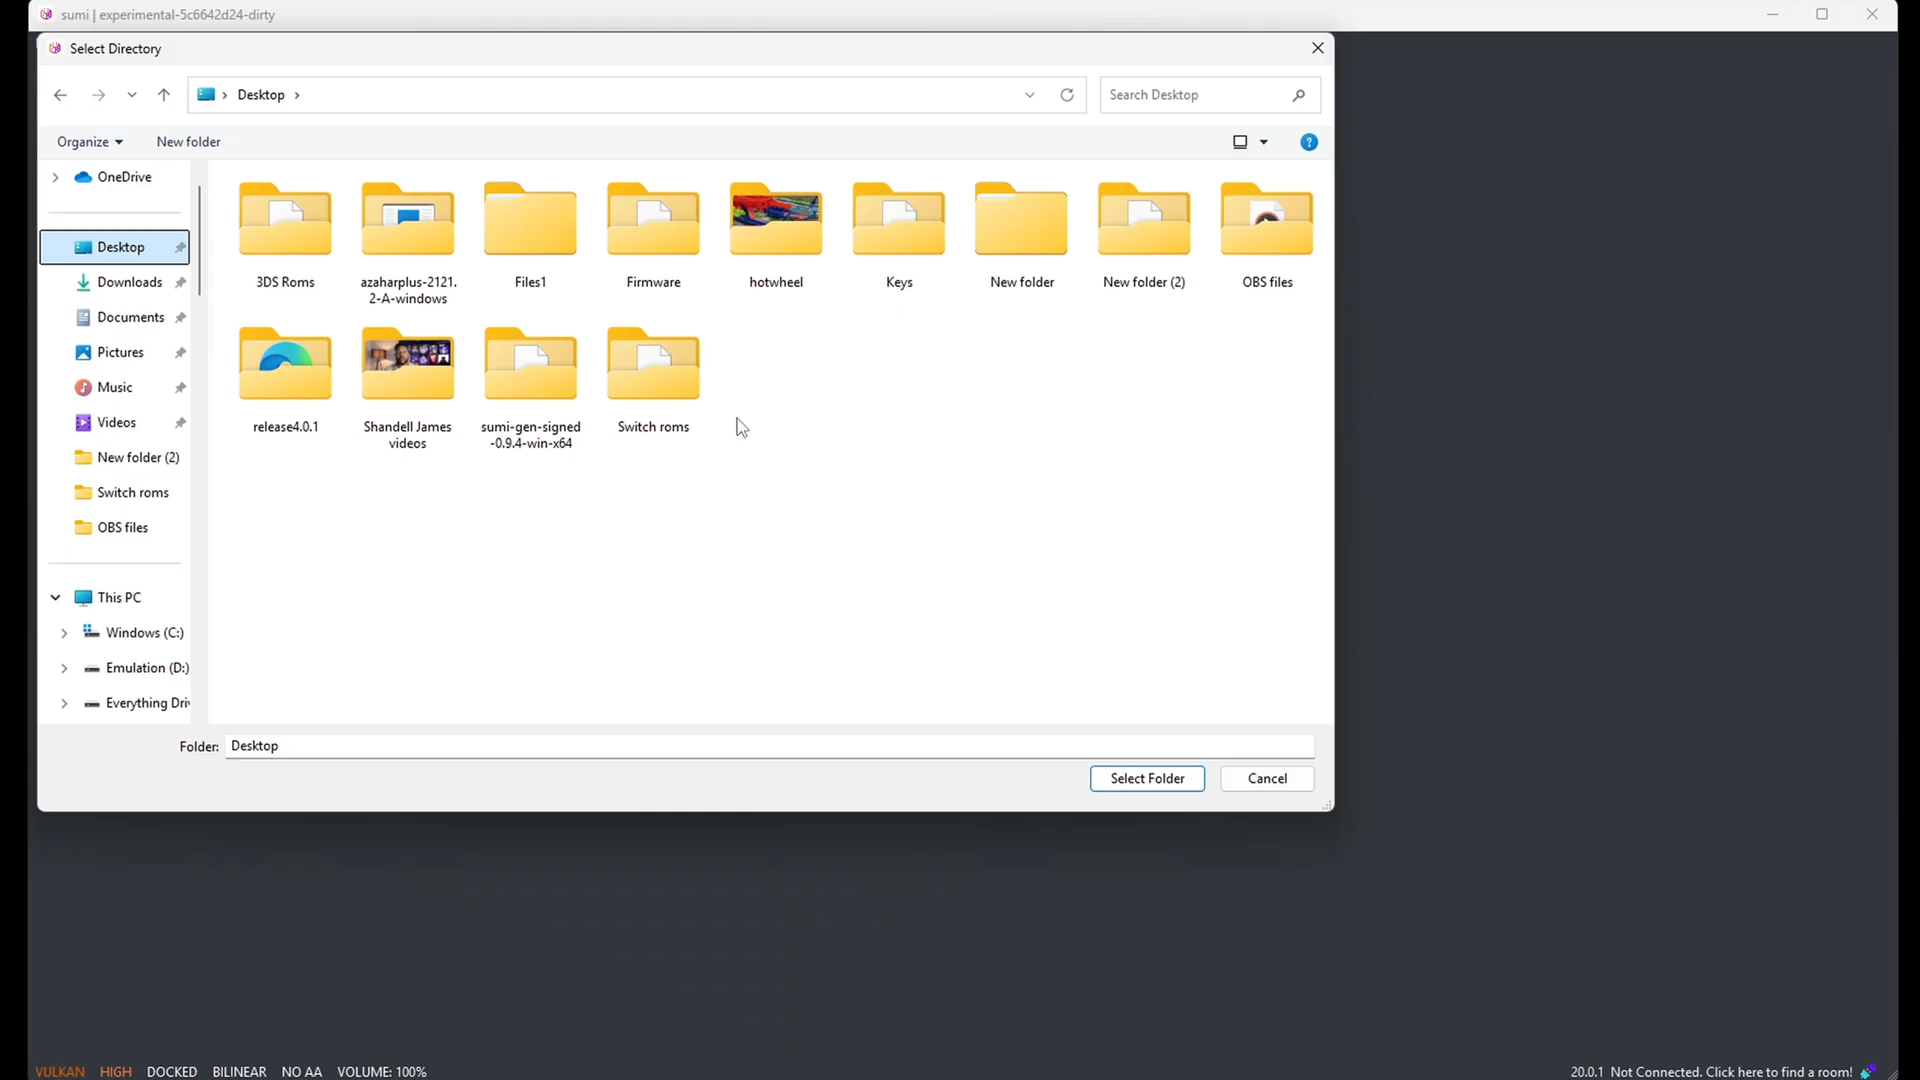 sumi | experimental-5c6642d24-dirty
Select Directory
Desktop
Search Desktop
Organize
New folder
OneDrive
Desktop
Downloads
Documents
Pictures
Music
Videos
New folder (2)
Switch roms
OBS files
This PC
Windows (C:)
Emulation (D:)
Everything Dri
3DS Roms
azaharplus-2121.
2-A-windows
Files1
Firmware
hotwheel
Keys
New folder
New folder (2)
OBS files
release4.0.1
Shandell James
videos
sumi-gen-signed
-0.9.4-win-x64
Switch roms
Folder: Desktop
Select Folder
Cancel
VULKAN HIGH DOCKED BILINEAR NO AA VOLUME: 100%
20.0.1 Not Connected. Click here to find a room!